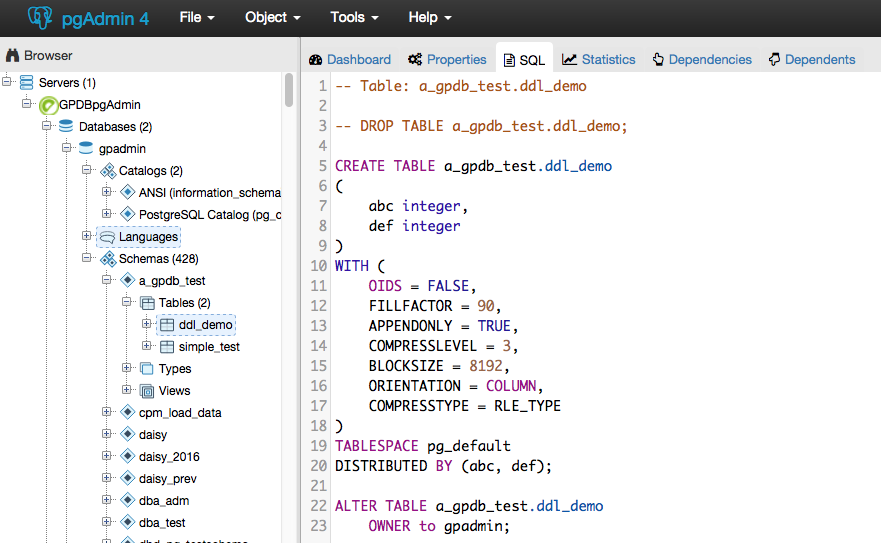 pgAdmin 4 File Object Tools Help
Browser
Servers (1)
GPDBpgAdmin
Databases (2)
gpadmin
Catalogs (2)
ANSI (information_schema
PostgreSQL Catalog (pg_c
Languages
Schemas (428)
a_gpdb_test
Tables (2)
ddl_demo
simple_test
Types
Views
cpm_load_data
daisy
daisy_2016
daisy_prev
dba_adm
dba_test
Dashboard Properties SQL Statistics Dependencies Dependents
1 -- Table: a_gpdb_test.ddl_demo
2
3 -- DROP TABLE a_gpdb_test.ddl_demo;
4
5 CREATE TABLE a_gpdb_test.ddl_demo
6 (
7 abc integer,
8 def integer
9 )
10 WITH (
11 OIDS = FALSE,
12 FILLFACTOR = 90,
13 APPENDONLY = TRUE,
14 COMPRESSLEVEL = 3,
15 BLOCKSIZE = 8192,
16 ORIENTATION = COLUMN,
17 COMPRESSTYPE = RLE_TYPE
18 )
19 TABLESPACE pg_default
20 DISTRIBUTED BY (abc, def);
21
22 ALTER TABLE a_gpdb_test.ddl_demo
23 OWNER to gpadmin;